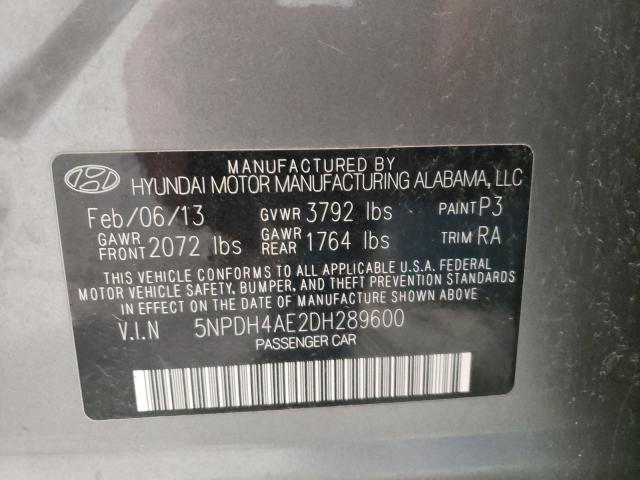 MANUFACTURED BY
HYUNDAI MOTOR MANUFACTURING ALABAMA, LLC
Feb/06/13 GVWR 3792 lbs PAINT P3
GAWR FRONT 2072 lbs GAWR REAR 1764 lbs TRIM RA
THIS VEHICLE CONFORMS TO ALL APPLICABLE U.S.A. FEDERAL
MOTOR VEHICLE SAFETY, BUMPER, AND THEFT PREVENTION
STANDARDS IN EFFECT ON THE DATE OF MANUFACTURE SHOWN ABOVE.
V.I.N 5NPDH4AE2DH289600
PASSENGER CAR